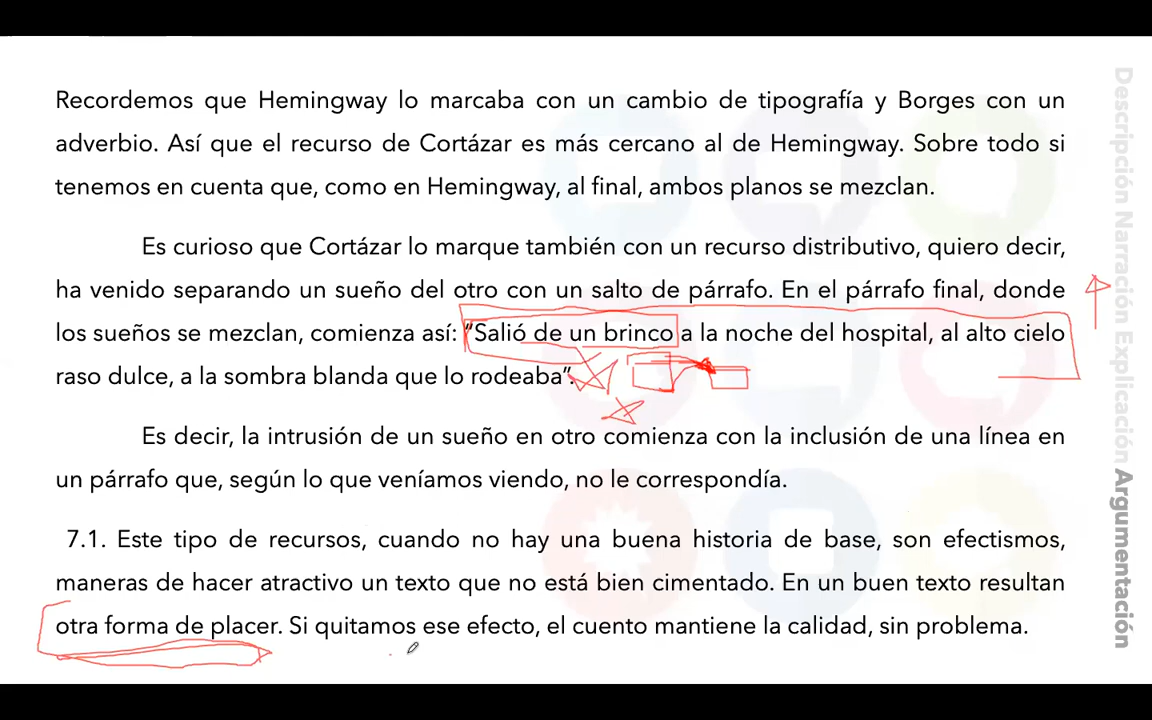 Recordemos que Hemingway lo marcaba con un cambio de tipografía y Borges con un
adverbio. Así que el recurso de Cortázar es más cercano al de Hemingway. Sobre todo si
tenemos en cuenta que, como en Hemingway, al final, ambos planos se mezclan.
Es curioso que Cortázar lo marque también con un recurso distributivo, quiero decir,
ha venido separando un sueño del otro con un salto de párrafo. En el párrafo final, donde
los sueños se mezclan, comienza así: “Salió de un brinco a la noche del hospital, al alto cielo
raso dulce, a la sombra blanda que lo rodeaba”.
Es decir, la intrusión de un sueño en otro comienza con la inclusión de una línea en
un párrafo que, según lo que veníamos viendo, no le correspondía.
7.1. Este tipo de recursos, cuando no hay una buena historia de base, son efectismos,
maneras de hacer atractivo un texto que no está bien cimentado. En un buen texto resultan
otra forma de placer. Si quitamos ese efecto, el cuento mantiene la calidad, sin problema.
Descripción Narración Explicación Argumentación